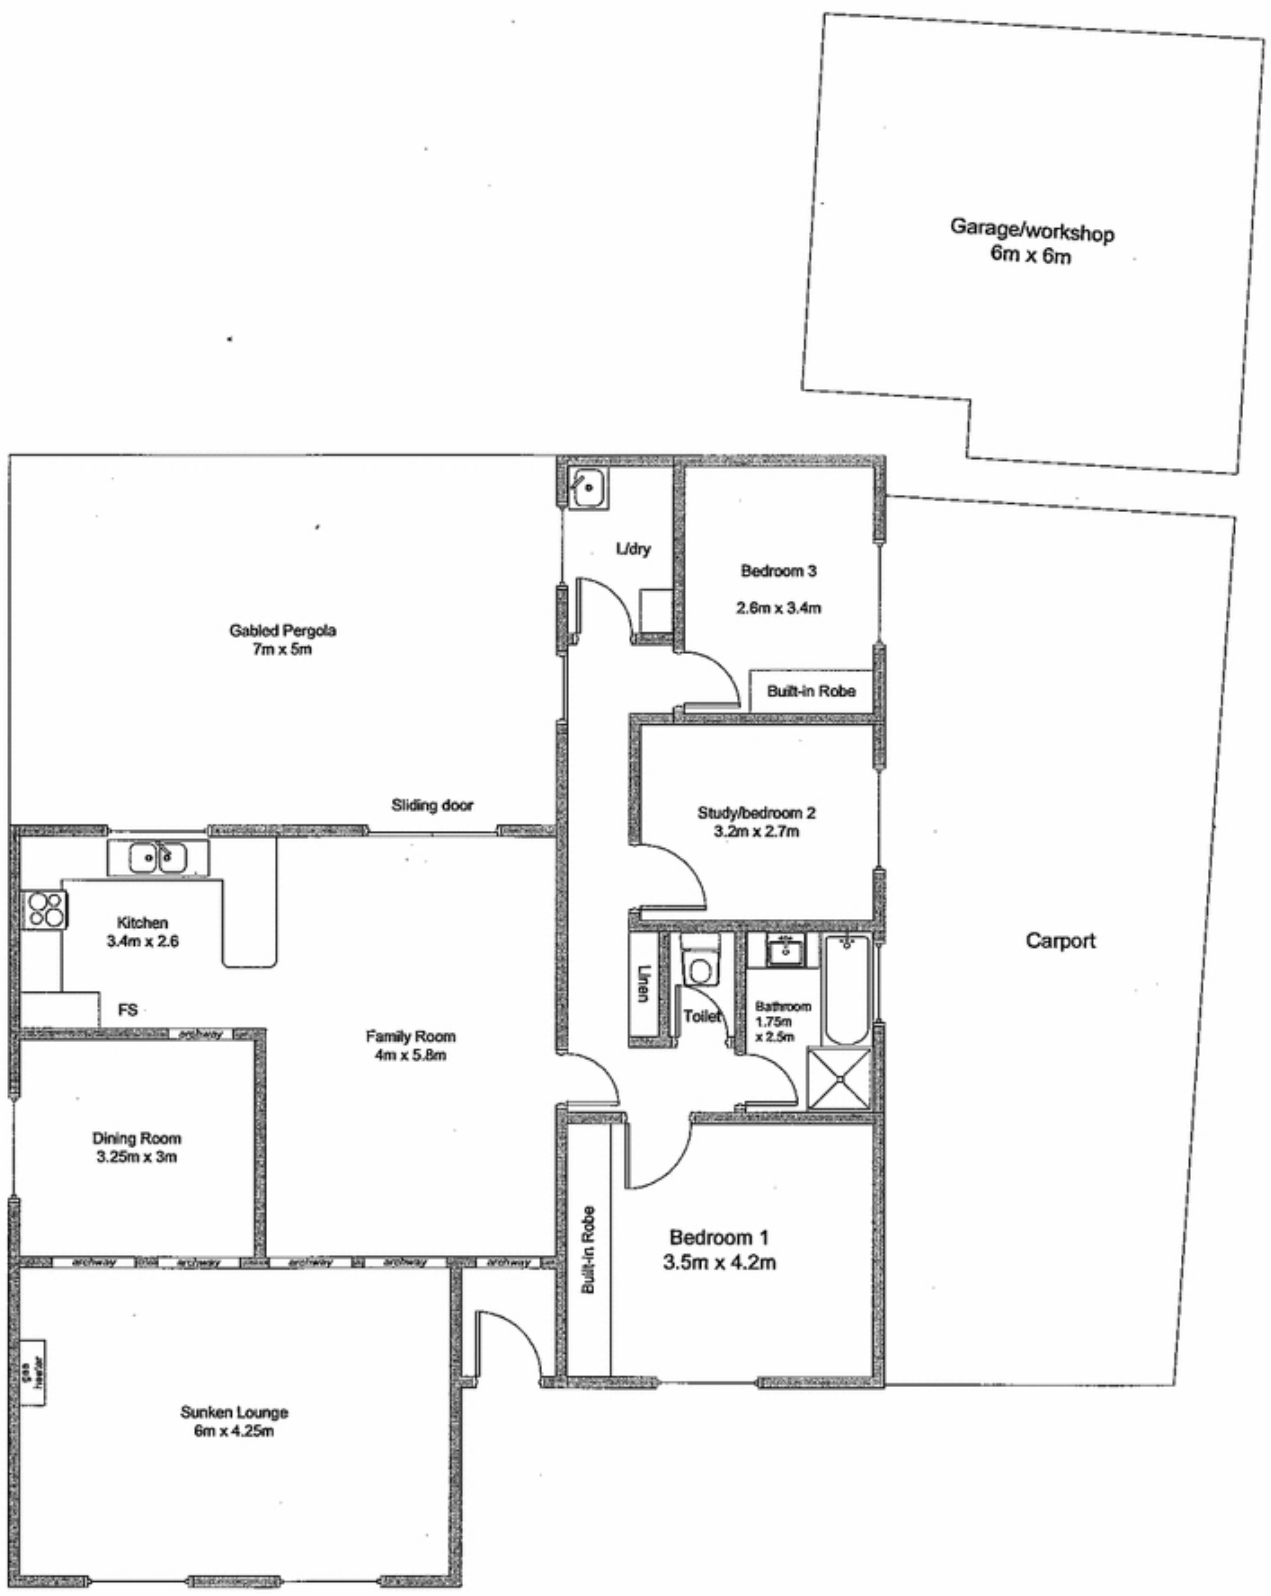 Garage/workshop
6m x 6m
L/dry
Bedroom 3
2.6m x 3.4m
Built-in Robe
Gabled Pergola
7m x 5m
Sliding door
Study/bedroom 2
3.2m x 2.7m
Kitchen
3.4m x 2.6
FS
archway
Linen
Toilet
Bathroom
1.75m
x 2.5m
Carport
Family Room
4m x 5.8m
Dining Room
3.25m x 3m
archway
archway
archway
archway
archway
Built-in Robe
Bedroom 1
3.5m x 4.2m
gas
heater
Sunken Lounge
6m x 4.25m